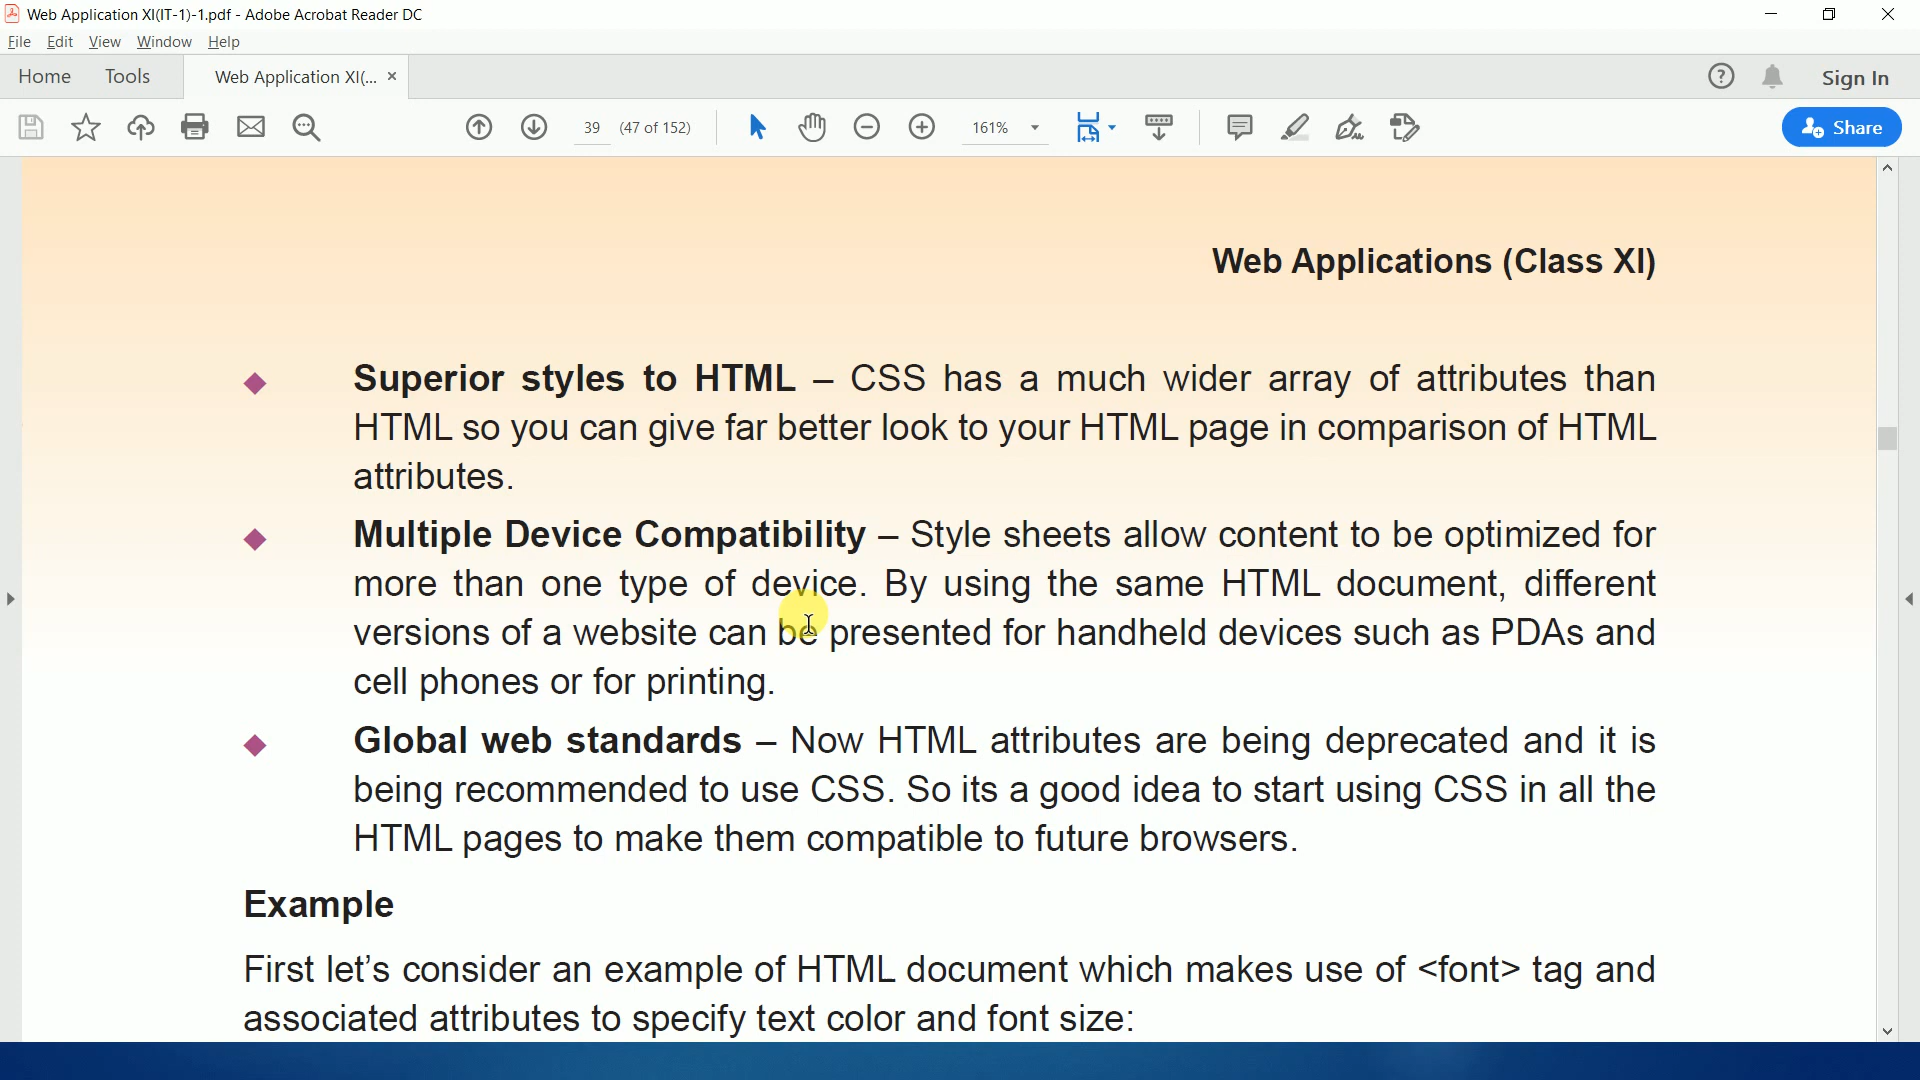 Web Application XI(IT-1)-1.pdf - Adobe Acrobat Reader DC
File Edit View Window Help
Home Tools Web Application XI(... × Sign In
39 (47 of 152) 161% Share
Web Applications (Class XI)
Superior styles to HTML – CSS has a much wider array of attributes than
HTML so you can give far better look to your HTML page in comparison of HTML
attributes.
Multiple Device Compatibility – Style sheets allow content to be optimized for
more than one type of device. By using the same HTML document, different
versions of a website can be presented for handheld devices such as PDAs and
cell phones or for printing.
Global web standards – Now HTML attributes are being deprecated and it is
being recommended to use CSS. So its a good idea to start using CSS in all the
HTML pages to make them compatible to future browsers.
Example
First let’s consider an example of HTML document which makes use of <font> tag and
associated attributes to specify text color and font size: